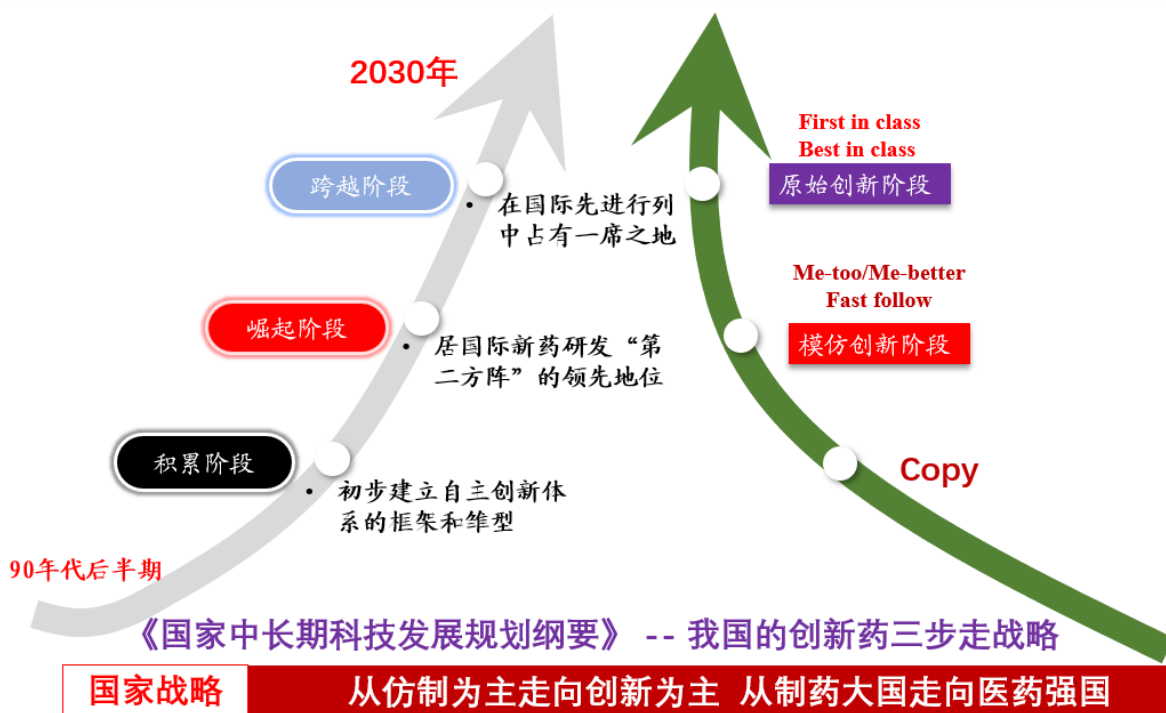 2030年
跨越阶段
• 在国际先进行列
中占有一席之地
崛起阶段
• 居国际新药研发“第
二方阵”的领先地位
积累阶段
• 初步建立自主创新体
系的框架和雏型
90年代后半期
First in class
Best in class
原始创新阶段
Me-too/Me-better
Fast follow
模仿创新阶段
Copy
《国家中长期科技发展规划纲要》 -- 我国的创新药三步走战略
国家战略
从仿制为主走向创新为主 从制药大国走向医药强国